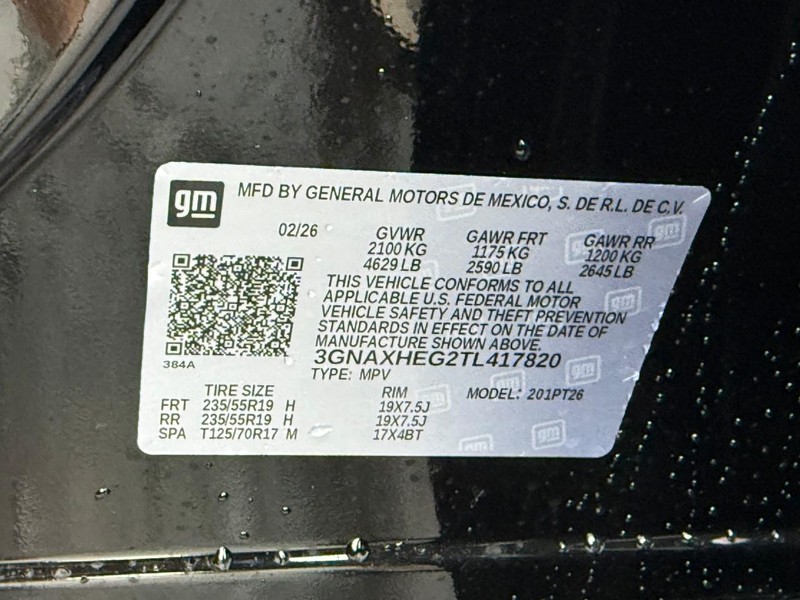 gm
MFD BY GENERAL MOTORS DE MEXICO, S. DE R.L. DE C.V.
02/26 GVWR GAWR FRT GAWR RR
2100 KG 1175 KG 1200 KG
4629 LB 2590 LB 2645 LB
THIS VEHICLE CONFORMS TO ALL
APPLICABLE U.S. FEDERAL MOTOR
VEHICLE SAFETY AND THEFT PREVENTION
STANDARDS IN EFFECT ON THE DATE OF
MANUFACTURE SHOWN ABOVE.
384A
3GNAXHEG2TL417820
TYPE: MPV
TIRE SIZE RIM MODEL: 201PT26
FRT 235/55R19 H 19X7.5J
RR 235/55R19 H 19X7.5J
SPA T125/70R17 M 17X4BT